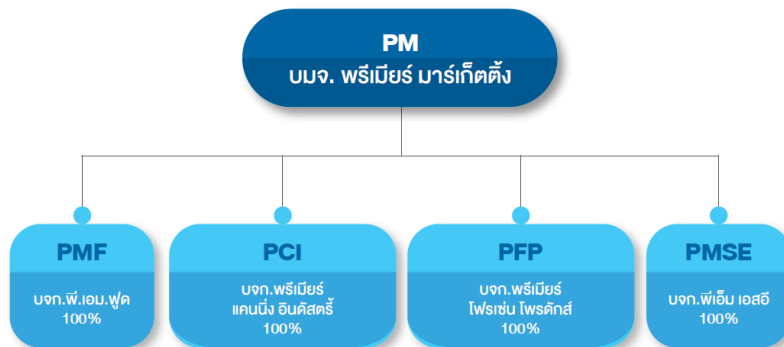 PM
บมจ. พรีเมียร์ มาร์เก็ตติ้ง
PMF
บจก.พี.เอม.ฟูด
100%
PCI
บจก.พรีเมียร์
แคนนิ่ง อินดัสตรี้
100%
PFP
บจก.พรีเมียร์
โฟรเซ่น โพรดักส์
100%
PMSE
บจก.พีเอ็ม เอสอี
100%